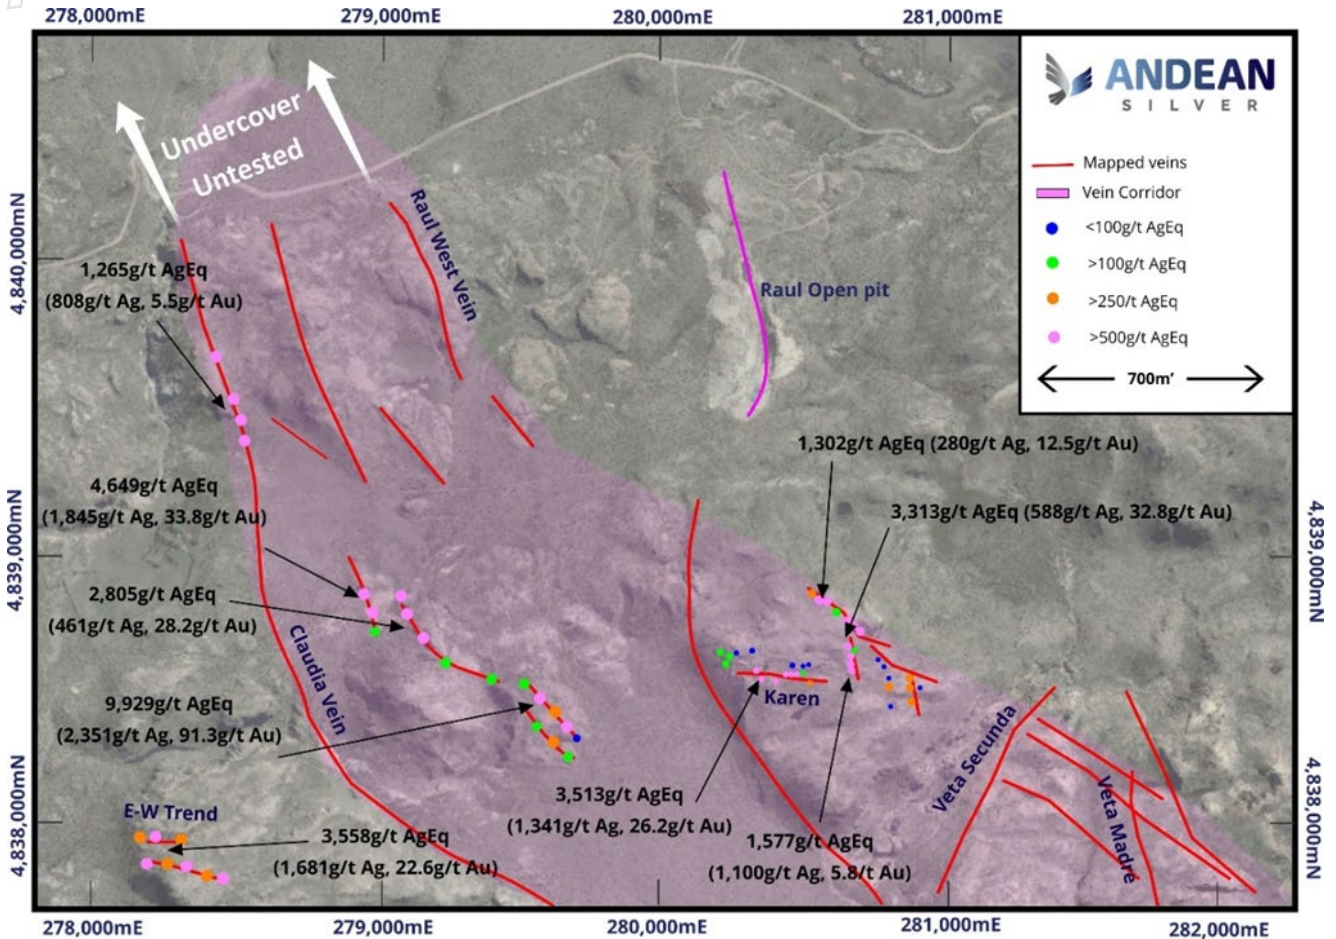 278,000mE
279,000mE
280,000mE
281,000mE
ANDEAN
SILVER
Mapped veins
Vein Corridor
<100g/t AgEq
>100g/t AgEq
>250/t AgEq
>500g/t AgEq
700m'
Undercover
Untested
Raul West Vein
4,840,000mN
1,265g/t AgEq
(808g/t Ag, 5.5g/t Au)
Raul Open pit
1,302g/t AgEq (280g/t Ag, 12.5g/t Au)
4,649g/t AgEq
(1,845g/t Ag, 33.8g/t Au)
3,313g/t AgEq (588g/t Ag, 32.8g/t Au)
4,839,000mN
4,839,000mN
2,805g/t AgEq
(461g/t Ag, 28.2g/t Au)
Claudia Vein
Karen
9,929g/t AgEq
(2,351g/t Ag, 91.3g/t Au)
Veta Secunda
Veta Madre
3,513g/t AgEq
(1,341g/t Ag, 26.2g/t Au)
4,838,000mN
4,838,000mN
E-W Trend
3,558g/t AgEq
(1,681g/t Ag, 22.6g/t Au)
1,577g/t AgEq
(1,100g/t Ag, 5.8/t Au)
278,000mE
279,000mE
280,000mE
281,000mE
282,000mE